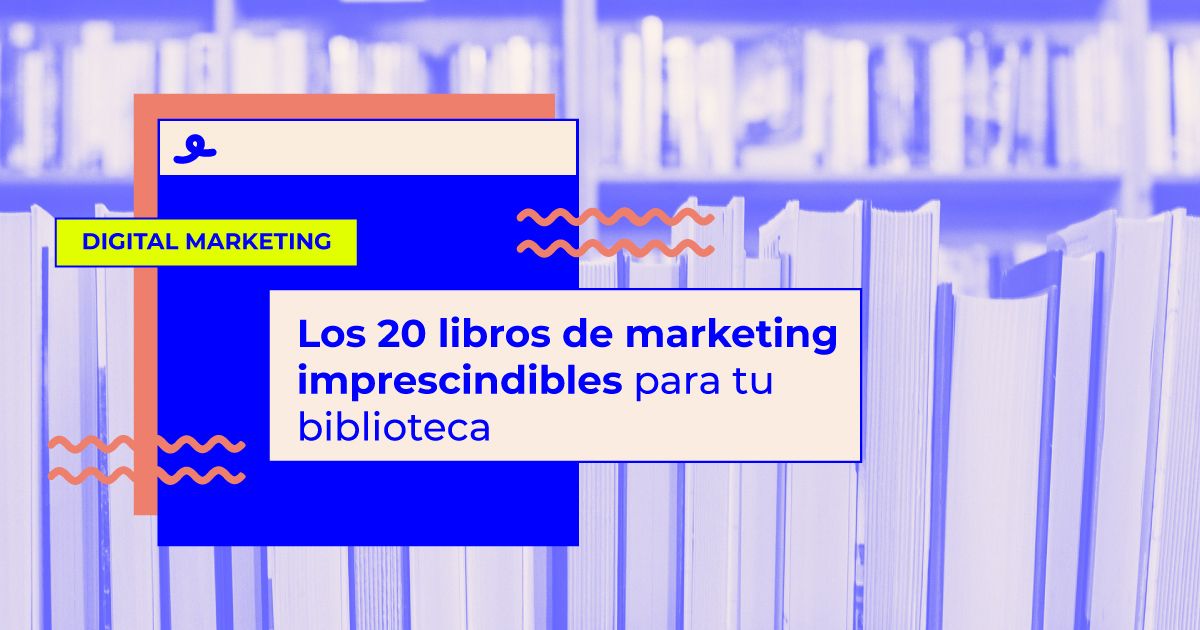 DIGITAL MARKETING
Los 20 libros de marketing
imprescindibles para tu
biblioteca